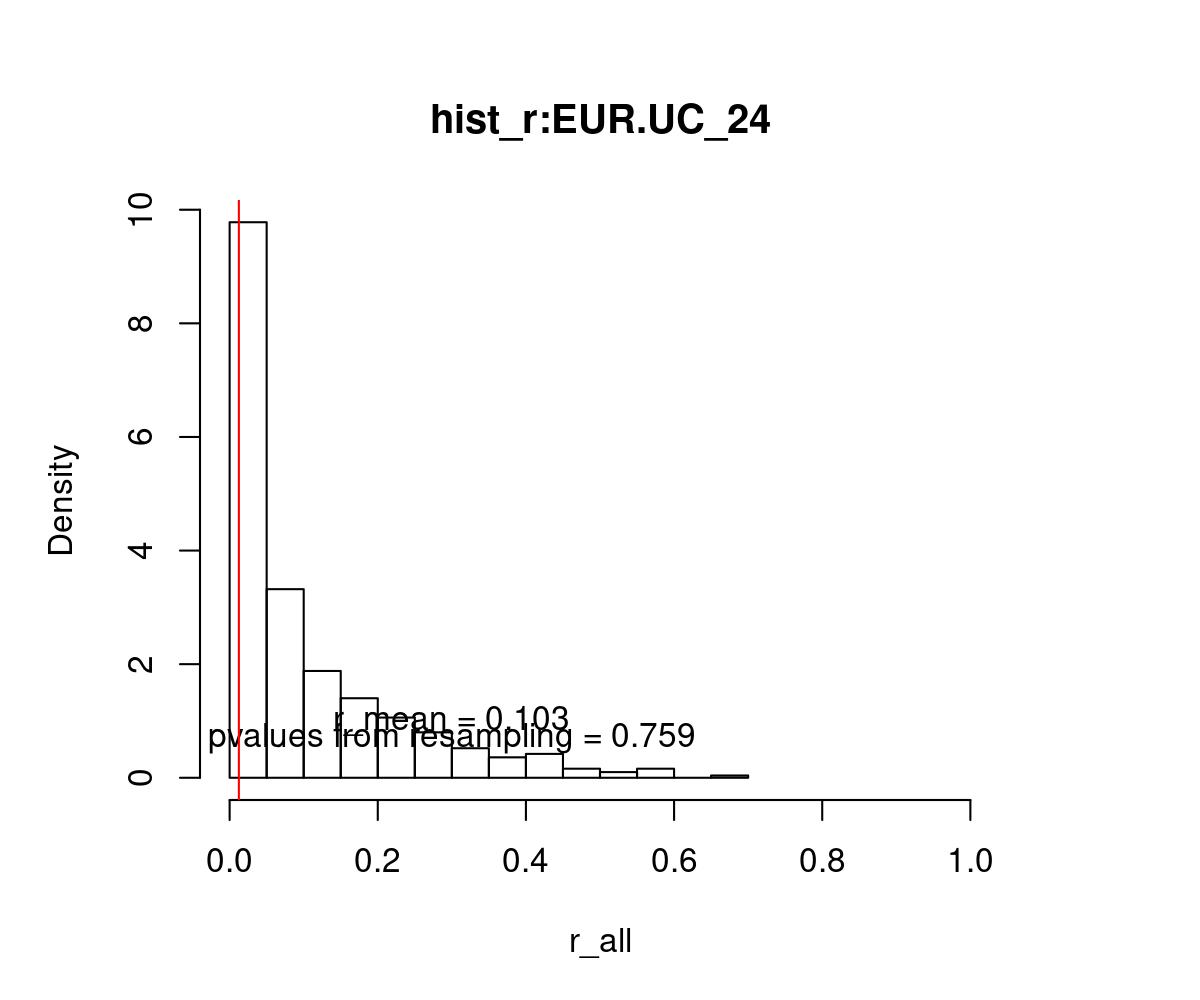 hist_r:EUR.UC_24
Density
10
8
6
4
2
0
r_mean = 0.103
pvalues from resampling = 0.759
0.0 0.2 0.4 0.6 0.8 1.0
r_all